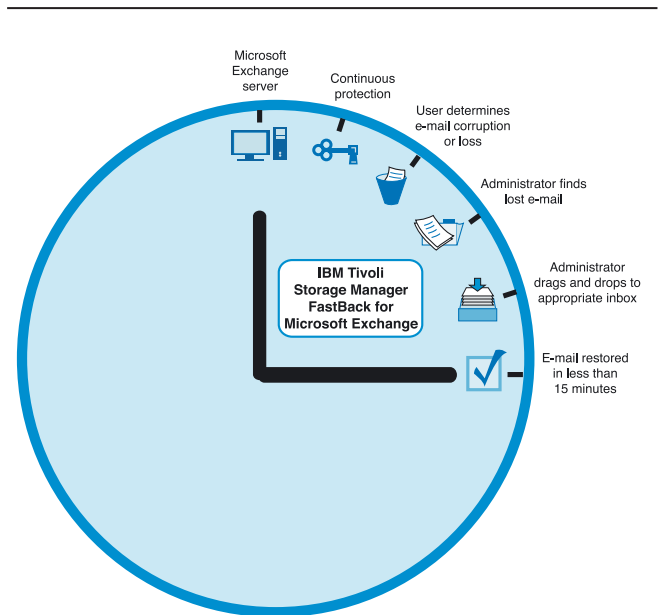 Microsoft
Exchange
server
Continuous
protection
User determines
e-mail corruption
or loss
Administrator finds
lost e-mail
Administrator
drags and drops to
appropriate inbox
E-mail restored
in less than
15 minutes
IBM Tivoli
Storage Manager
FastBack for
Microsoft Exchange